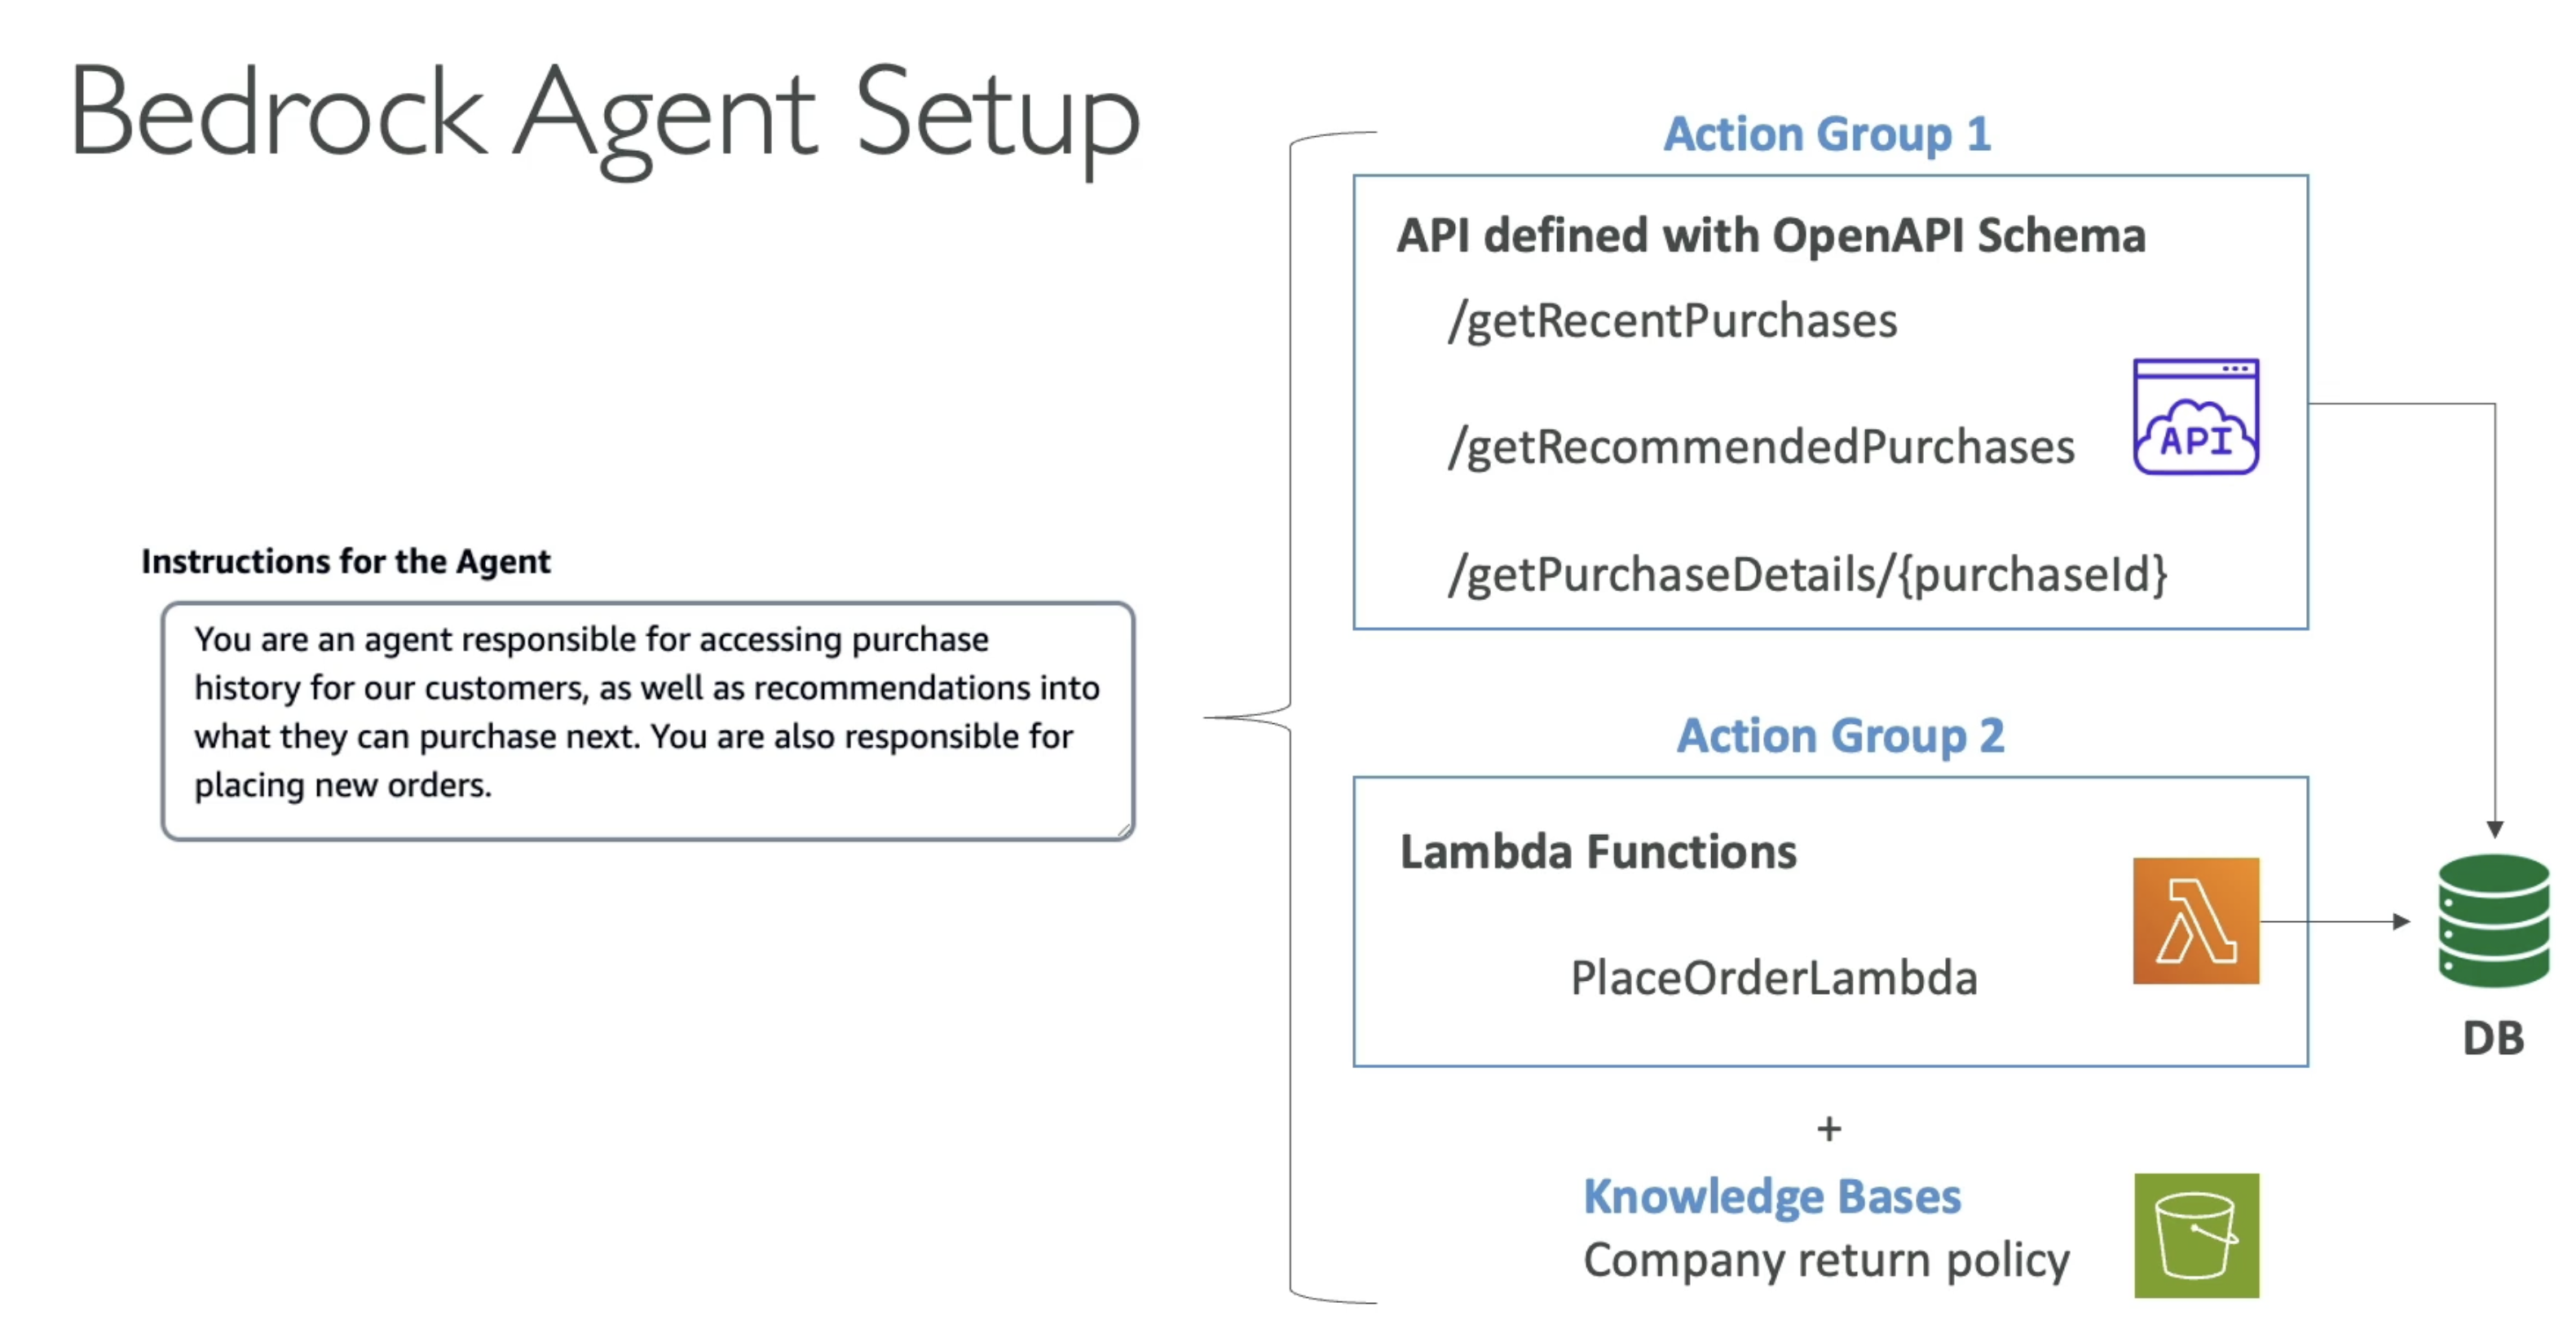 Bedrock Agent Setup
Instructions for the Agent
You are an agent responsible for accessing purchase
history for our customers, as well as recommendations into
what they can purchase next. You are also responsible for
placing new orders.
Action Group 1
API defined with OpenAPI Schema
/getRecentPurchases
/getRecommendedPurchases
API
/getPurchaseDetails/{purchaseId}
Action Group 2
Lambda Functions
PlaceOrderLambda
DB
+
Knowledge Bases
Company return policy